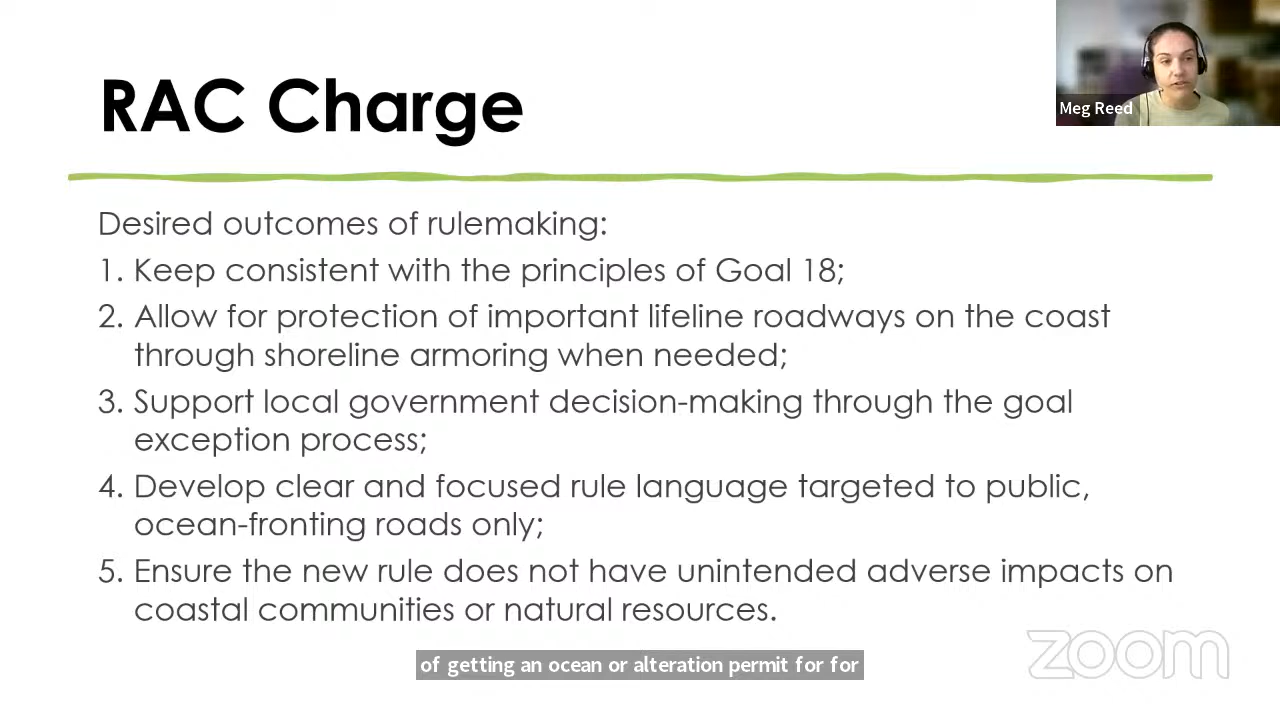 RAC Charge
Meg Reed
Desired outcomes of rulemaking:
1. Keep consistent with the principles of Goal 18;
2. Allow for protection of important lifeline roadways on the coast
through shoreline armoring when needed;
3. Support local government decision-making through the goal
exception process;
4. Develop clear and focused rule language targeted to public,
ocean-fronting roads only;
5. Ensure the new rule does not have unintended adverse impacts on
coastal communities or natural resources.
zoom
of getting an ocean or alteration permit for for